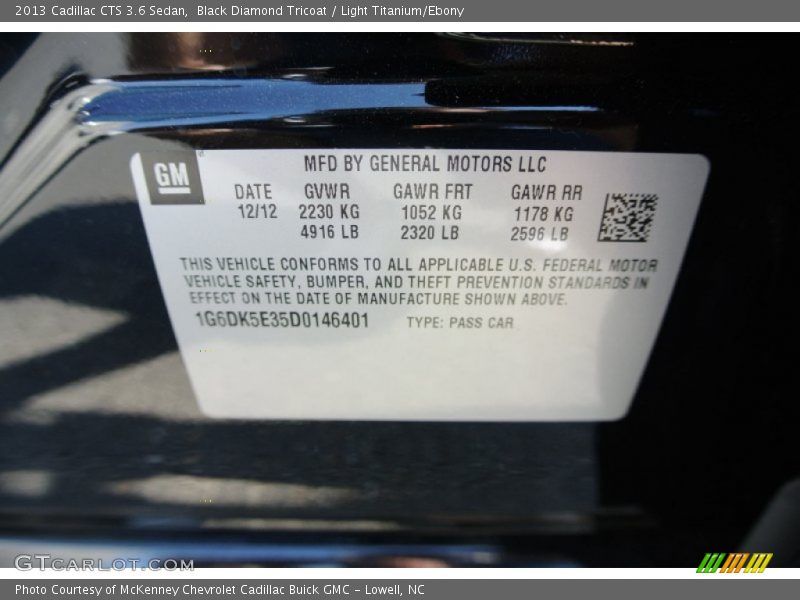 2013 Cadillac CTS 3.6 Sedan, Black Diamond Tricoat / Light Titanium/Ebony
GM
MFD BY GENERAL MOTORS LLC
DATE GVWR GAWR FRT GAWR RR
12/12 2230 KG 1052 KG 1178 KG
4916 LB 2320 LB 2596 LB
THIS VEHICLE CONFORMS TO ALL APPLICABLE U.S. FEDERAL MOTOR
VEHICLE SAFETY, BUMPER, AND THEFT PREVENTION STANDARDS IN
EFFECT ON THE DATE OF MANUFACTURE SHOWN ABOVE.
1G6DK5E35D0146401 TYPE: PASS CAR
GTCARLOT.COM
Photo Courtesy of McKenney Chevrolet Cadillac Buick GMC - Lowell, NC